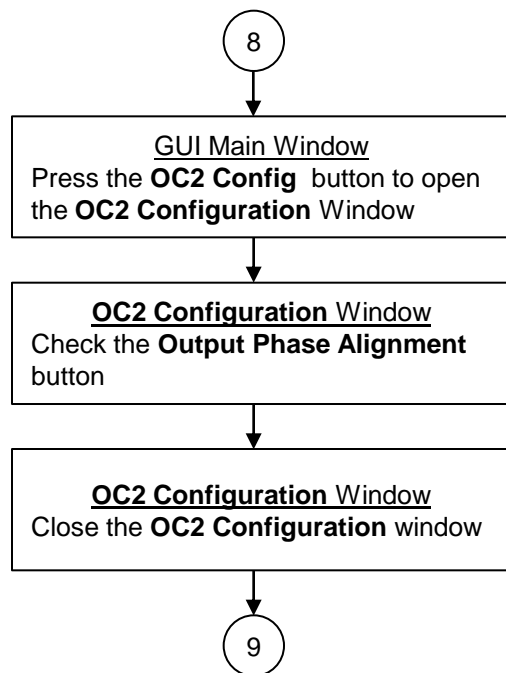 8
GUI Main Window
Press the OC2 Config button to open
the OC2 Configuration Window
OC2 Configuration Window
Check the Output Phase Alignment
button
OC2 Configuration Window
Close the OC2 Configuration window
9